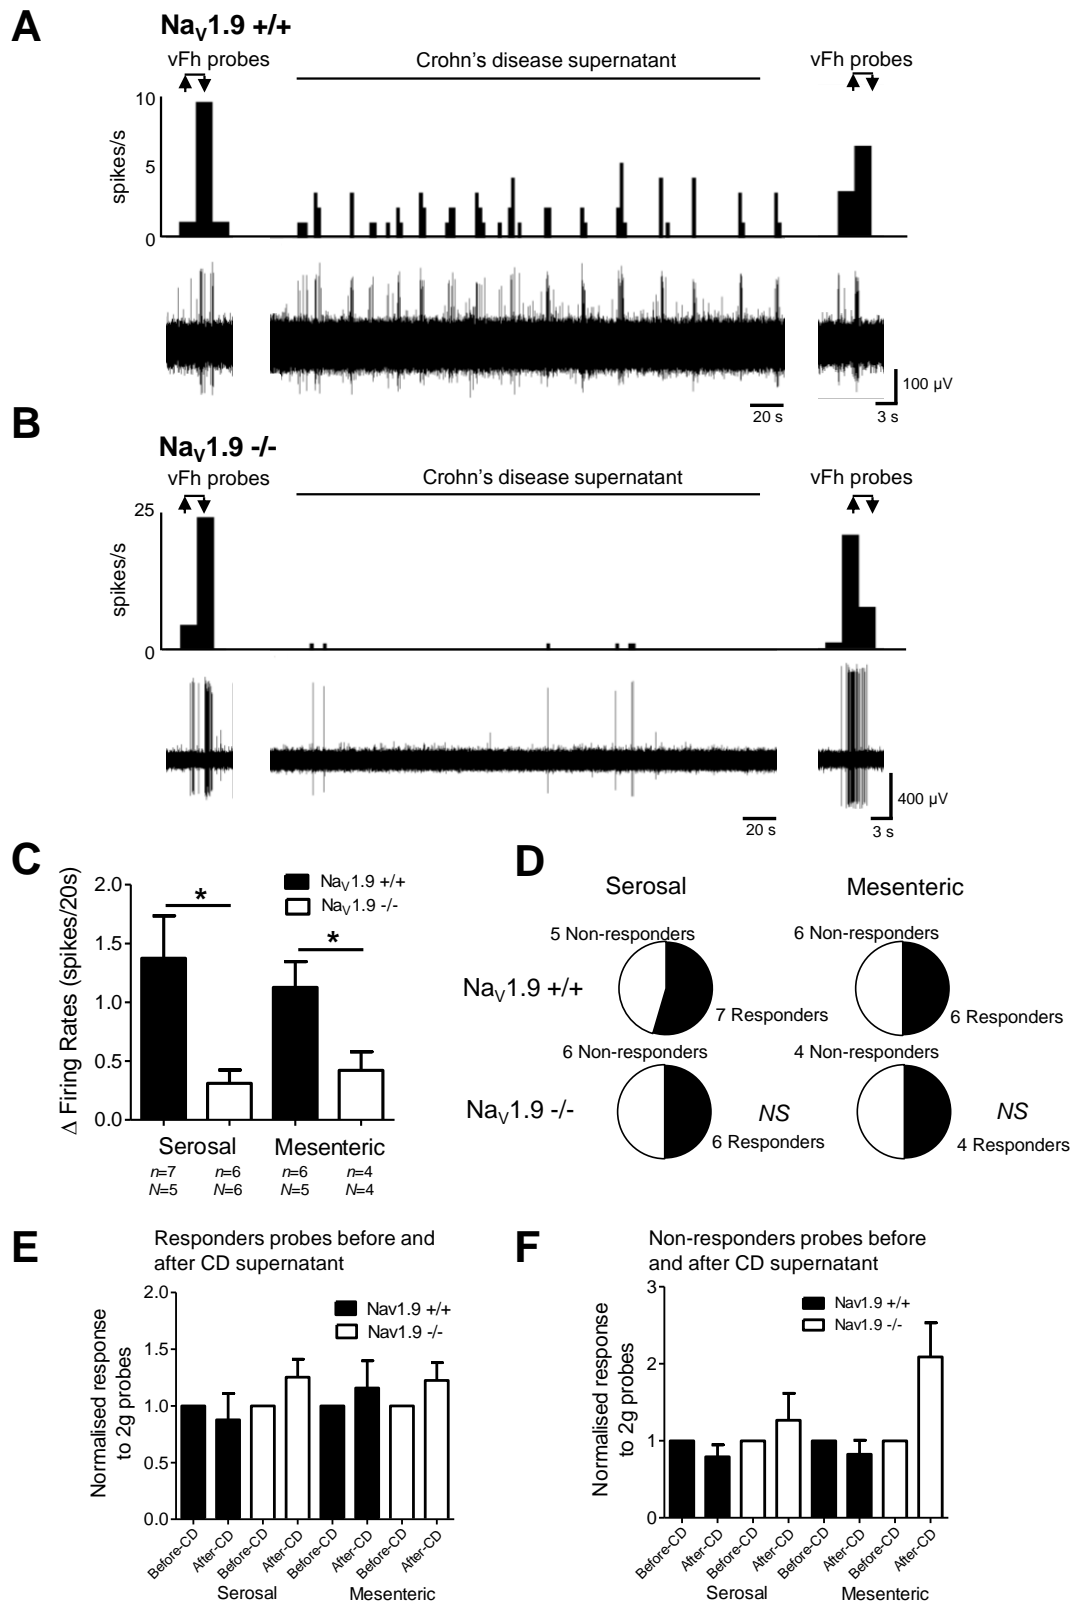 A
NaV1.9 +/+
vFh probes
Crohn's disease supernatant
vFh probes
10
5
0
spikes/s
100 µV
20 s
3 s
B
NaV1.9 -/-
vFh probes
Crohn's disease supernatant
vFh probes
25
0
spikes/s
400 µV
20 s
3 s
C
Δ Firing Rates (spikes/20s)
2.0
1.5
1.0
0.5
0.0
*
*
NaV1.9 +/+
NaV1.9 -/-
Serosal
Mesenteric
n=7
n=6
n=6
n=4
N=5
N=6
N=5
N=4
D
Serosal
Mesenteric
5 Non-responders
6 Non-responders
NaV1.9 +/+
7 Responders
6 Responders
6 Non-responders
4 Non-responders
NaV1.9 -/-
NS
NS
6 Responders
4 Responders
E
Responders probes before and
after CD supernatant
Normalised response
to 2g probes
2.0
1.5
1.0
0.5
0.0
Nav1.9 +/+
Nav1.9 -/-
Before-CD
After-CD
Before-CD
After-CD
Before-CD
After-CD
Before-CD
After-CD
Serosal
Mesenteric
F
Non-responders probes before
and after CD supernatant
Normalised response
to 2g probes
3
2
1
0
Nav1.9 +/+
Nav1.9 -/-
Before-CD
After-CD
Before-CD
After-CD
Before-CD
After-CD
Before-CD
After-CD
Serosal
Mesenteric